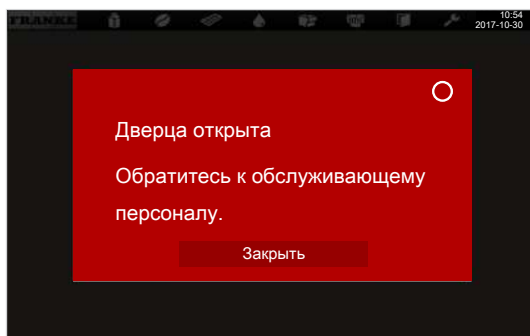 FRANKE
10:54
2017-10-30
Дверца открыта
Обратитесь к обслуживающему
персоналу.
Закрыть